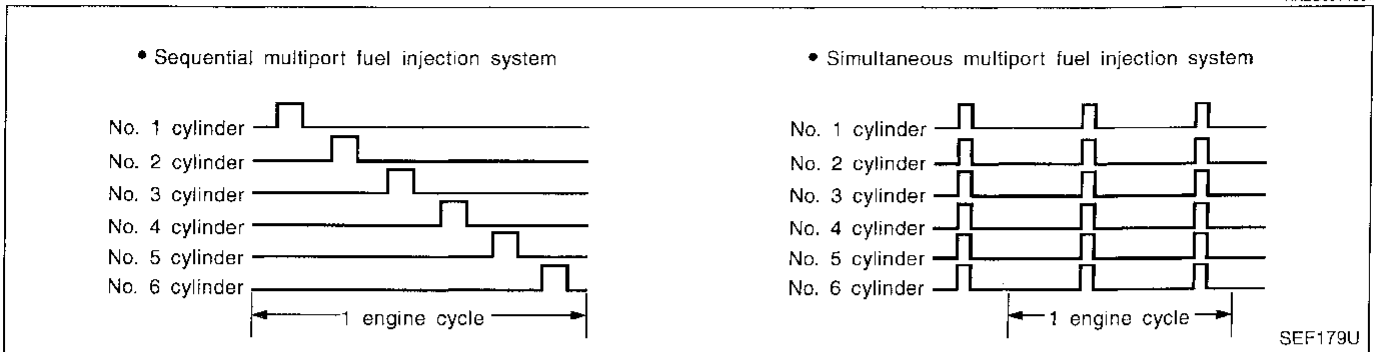 • Sequential multiport fuel injection system
No. 1 cylinder
No. 2 cylinder
No. 3 cylinder
No. 4 cylinder
No. 5 cylinder
No. 6 cylinder
1 engine cycle
• Simultaneous multiport fuel injection system
No. 1 cylinder
No. 2 cylinder
No. 3 cylinder
No. 4 cylinder
No. 5 cylinder
No. 6 cylinder
1 engine cycle
SEF179U